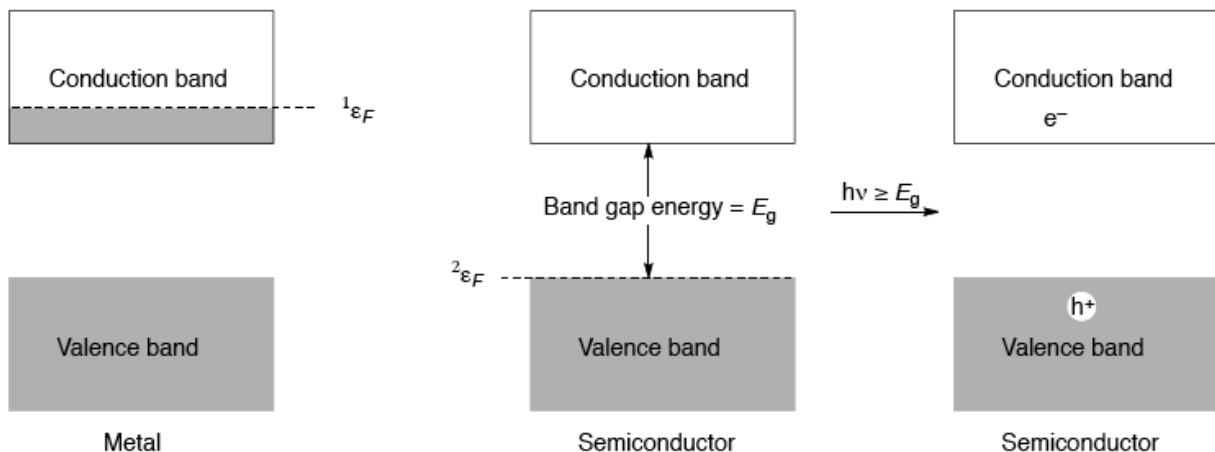 Conduction band
¹εF
Valence band
Metal
Conduction band
Band gap energy = Eg
²εF
Valence band
Semiconductor
hν ≥ Eg
Conduction band
e⁻
h⁺
Valence band
Semiconductor